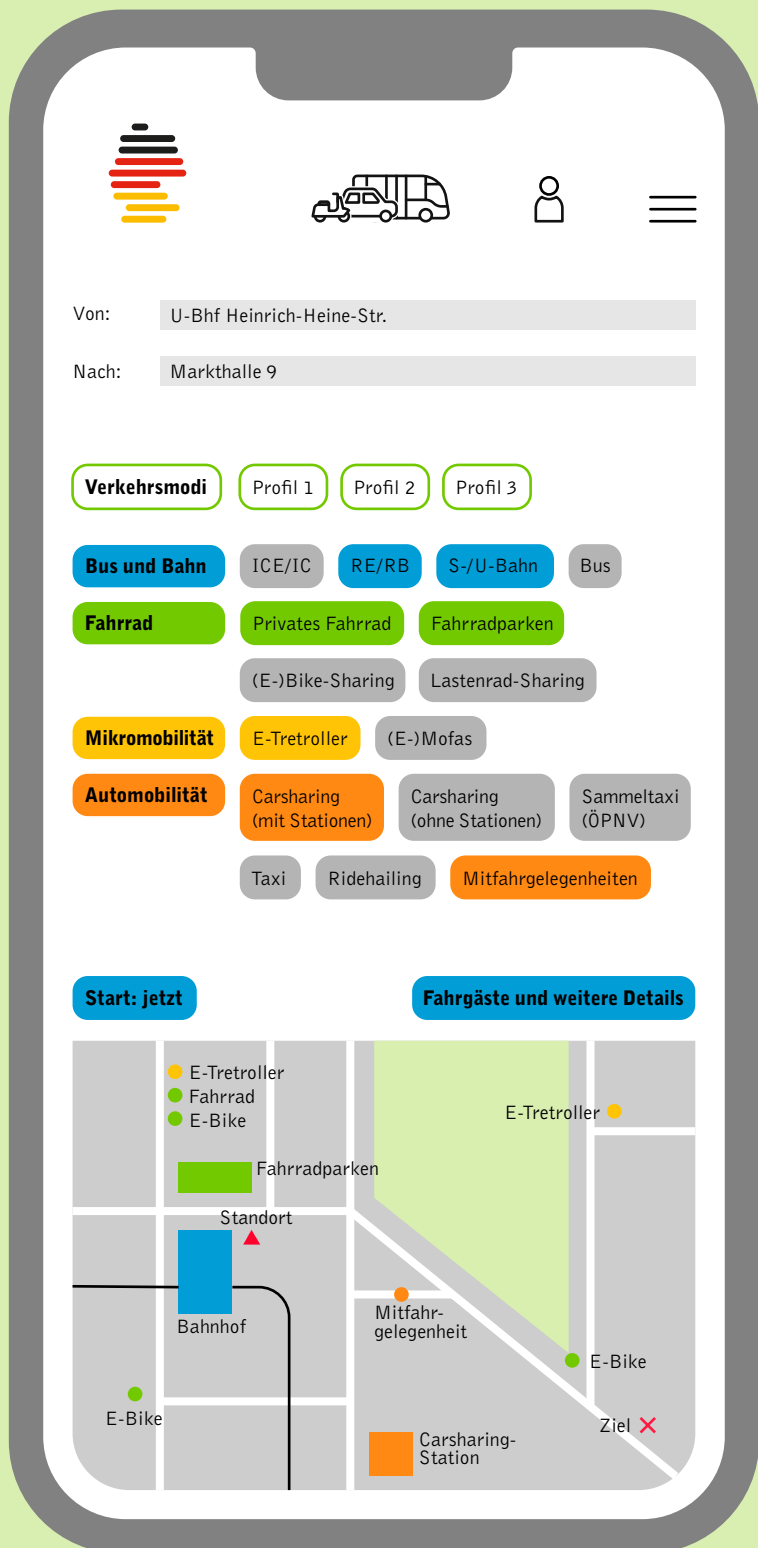 Von: U-Bhf Heinrich-Heine-Str.
Nach: Markthalle 9
Verkehrsmodi Profil 1 Profil 2 Profil 3
Bus und Bahn ICE/IC RE/RB S-/U-Bahn Bus
Fahrrad Privates Fahrrad Fahrradparken
(E-)Bike-Sharing Lastenrad-Sharing
Mikromobilität E-Tretroller (E-)Mofas
Automobilität
Carsharing
(mit Stationen)
Carsharing
(ohne Stationen)
Sammeltaxi
(ÖPNV)
Taxi Ridehailing Mitfahrgelegenheiten
Start: jetzt Fahrgäste und weitere Details
E-Tretroller
Fahrrad
E-Bike
E-Tretroller
Fahrradparken
Standort
Bahnhof
Mitfahr-
gelegenheit
E-Bike
E-Bike
Ziel
Carsharing-
Station